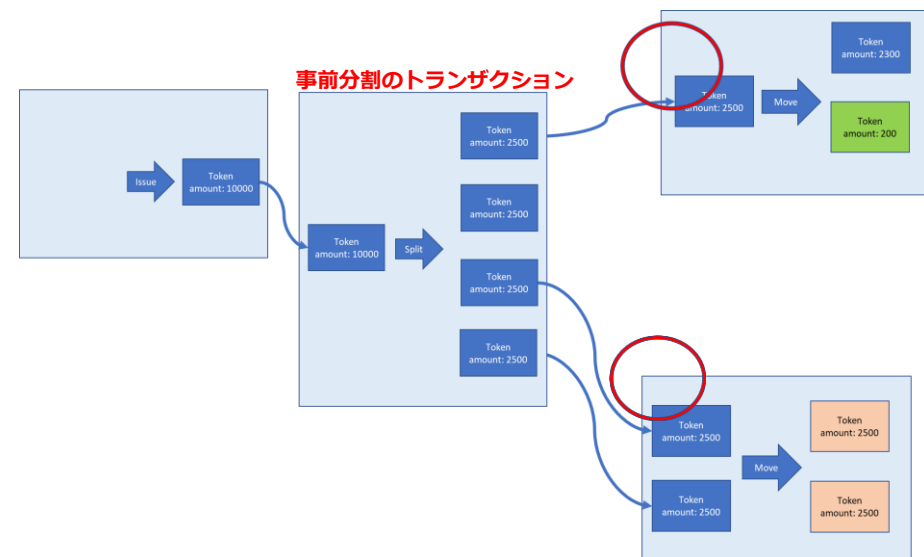 事前分割のトランザクション
Issue
Token
amount: 10000
Token
amount: 10000
Split
Token
amount: 2500
Token
amount: 2500
Token
amount: 2500
Token
amount: 2500
Token
amount: 2500
Move
Token
amount: 2300
Token
amount: 200
Token
amount: 2500
Token
amount: 2500
Move
Token
amount: 2500
Token
amount: 2500